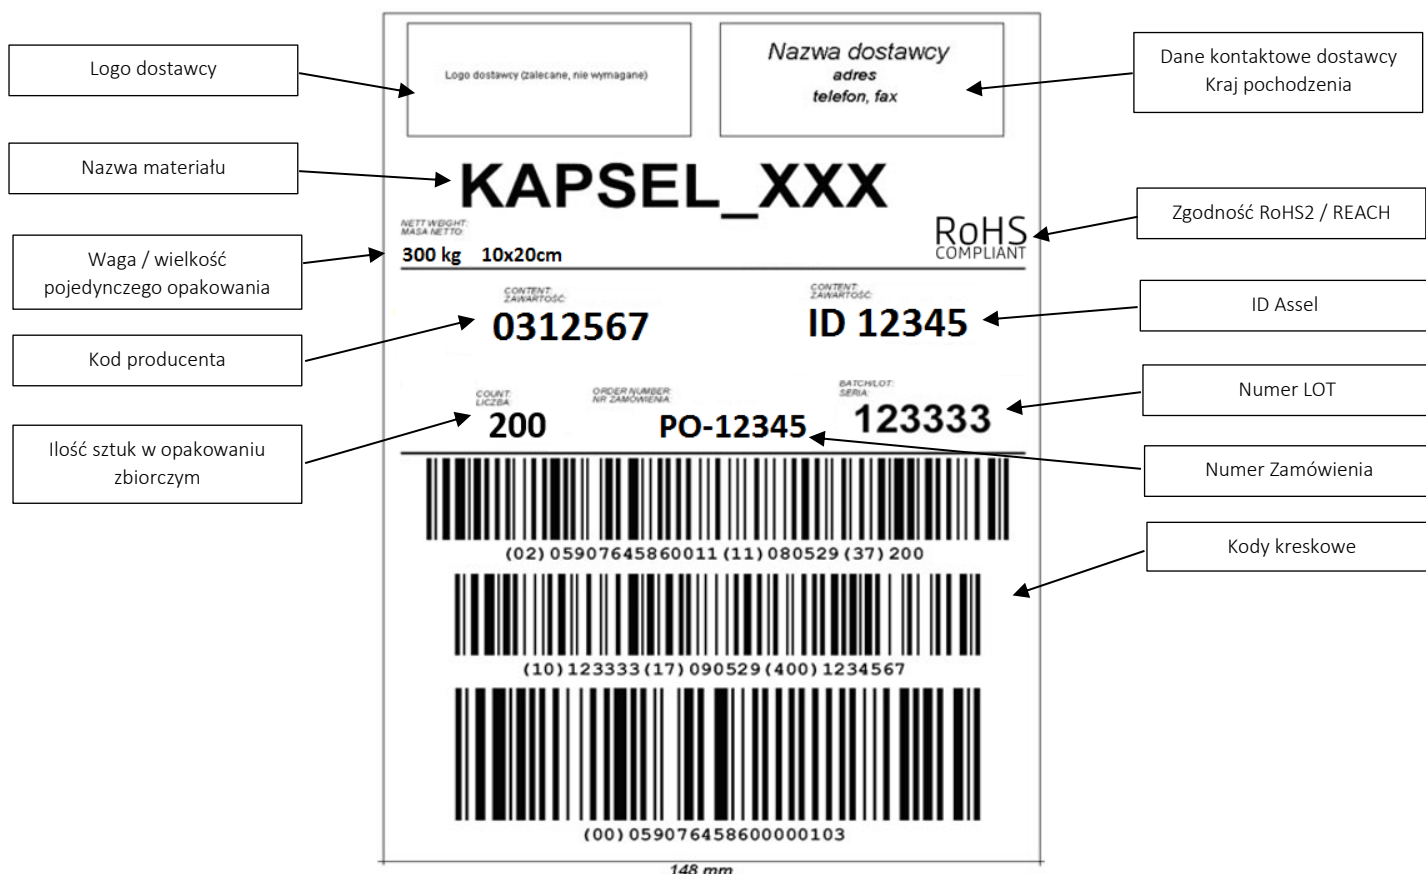 Logo dostawcy
Nazwa materiału
Waga / wielkość
pojedynczego opakowania
Kod producenta
Ilość sztuk w opakowaniu
zbiorczym
Logo dostawcy (zalecane, nie wymagane)
Nazwa dostawcy
adres
telefon, fax
KAPSEL_XXX
NETT WEIGHT:
MASA NETTO:
300 kg 10x20cm
RoHS
COMPLIANT
CONTENT:
ZAWARTOŚĆ:
0312567
CONTENT:
ZAWARTOŚĆ:
ID 12345
COUNT:
LICZBA:
200
ORDER NUMBER:
NR ZAMÓWIENIA:
PO-12345
BATCH/LOT:
SERIA:
123333
(02)05907645860011(11)080529(37)200
(10)123333(17)090529(400)1234567
(00)059076458600000103
148 mm
Dane kontaktowe dostawcy
Kraj pochodzenia
Zgodność RoHS2 / REACH
ID Assel
Numer LOT
Numer Zamówienia
Kody kreskowe